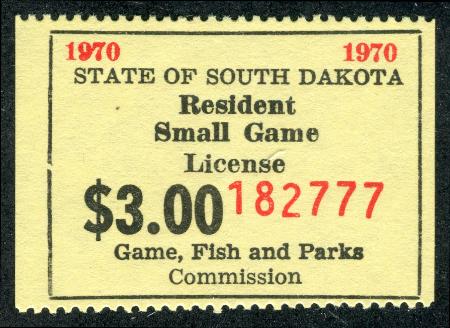 1970 1970
STATE OF SOUTH DAKOTA
Resident
Small Game
License
$3.00 182777
Game, Fish and Parks
Commission